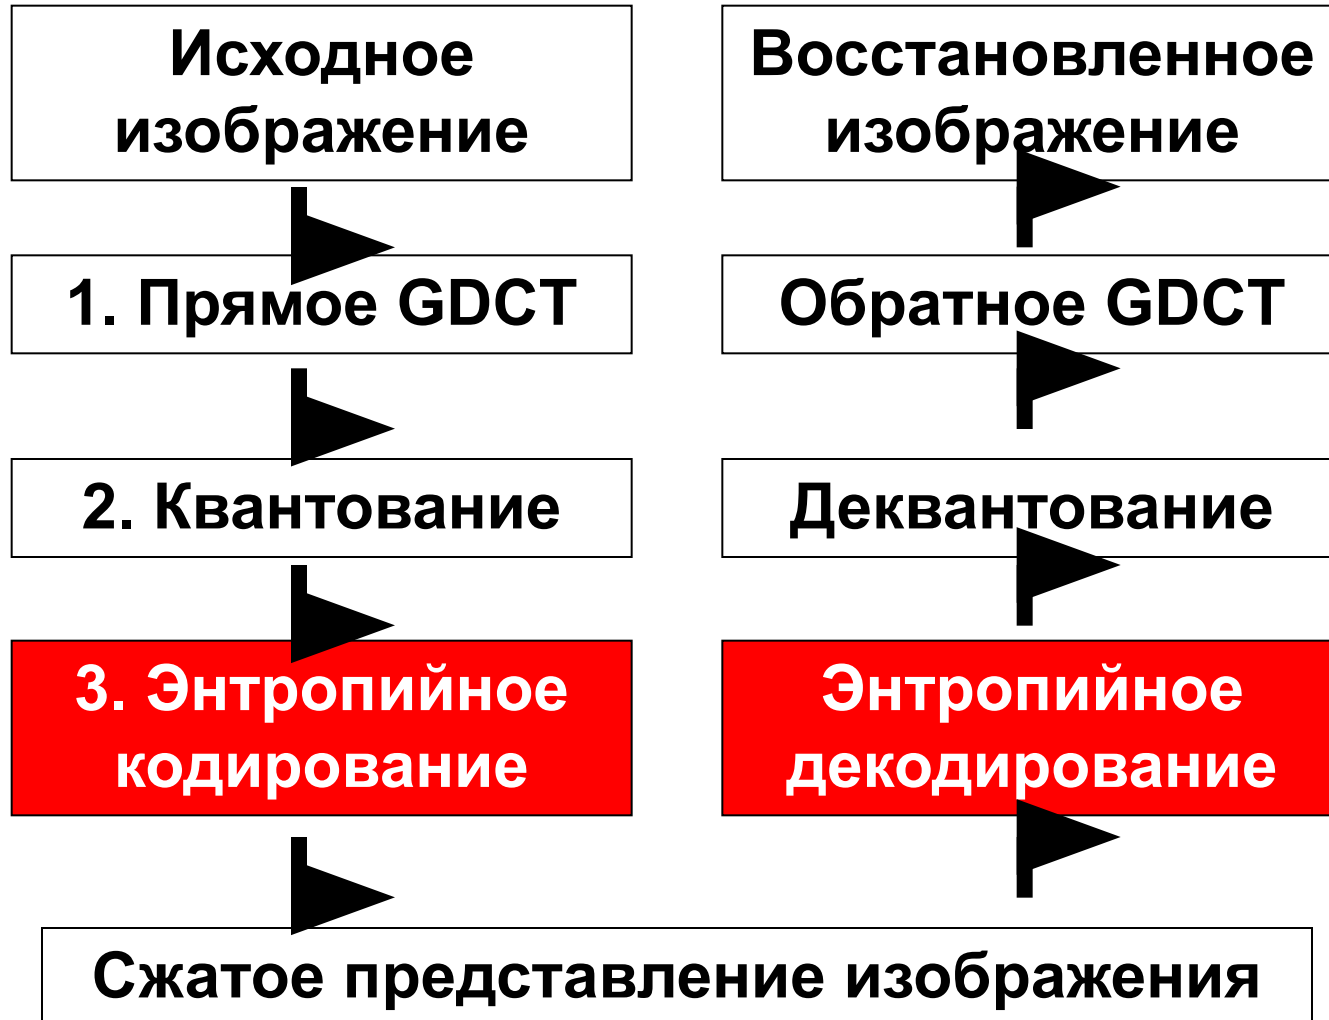 Исходное
изображение
1. Прямое GDCT
2. Квантование
3. Энтропийное
кодирование
Восстановленное
изображение
Обратное GDCT
Деквантование
Энтропийное
декодирование
Сжатое представление изображения